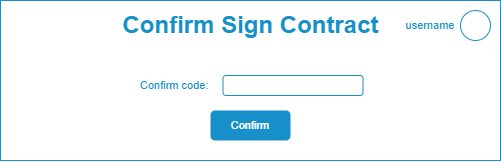 Confirm Sign Contract
username
Confirm code:
Confirm